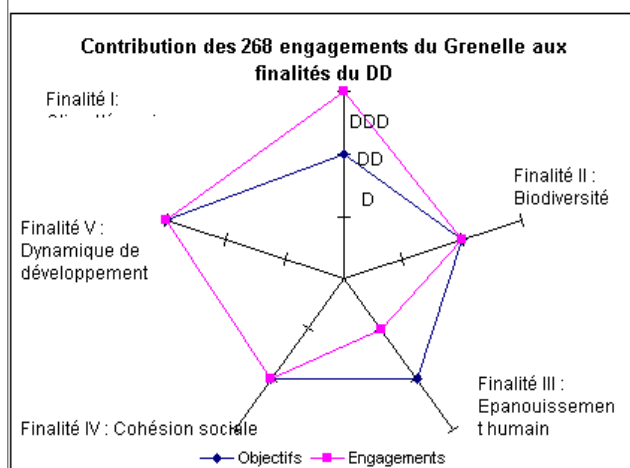 Contribution des 268 engagements du Grenelle aux
finalités du DD
Finalité I:
DDD
DD
D
Finalité II :
Biodiversité
Finalité V :
Dynamique de
développement
Finalité III :
Epanouissemen
t humain
Finalité IV : Cohésion sociale
Objectifs
Engagements